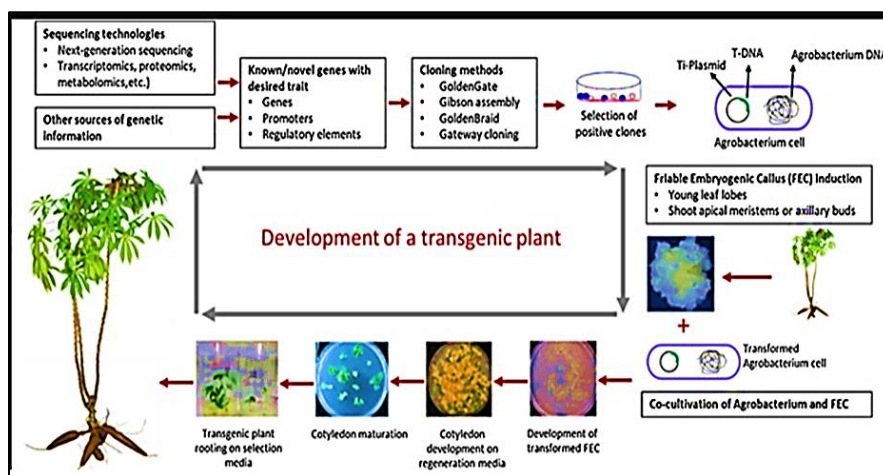 Sequencing technologies
• Next-generation sequencing
• Transcriptomics, proteomics,
metabolomics,etc.)
Other sources of genetic
information
Known/novel genes with
desired trait
• Genes
• Promoters
• Regulatory elements
Cloning methods
• GoldenGate
• Gibson assembly
• GoldenBraid
• Gateway cloning
Selection of
positive clones
Ti-Plasmid
T-DNA
Agrobacterium DNA
Agrobacterium cell
Friable Embryogenic Callus (FEC) Induction
• Young leaf lobes
• Shoot apical meristems or axillary buds
Development of a transgenic plant
+
Transformed
Agrobacterium cell
Co-cultivation of Agrobacterium and FEC
Transgenic plant
rooting on selection
media
Cotyledon maturation
Cotyledon
development on
regeneration media
Development of
transformed FEC